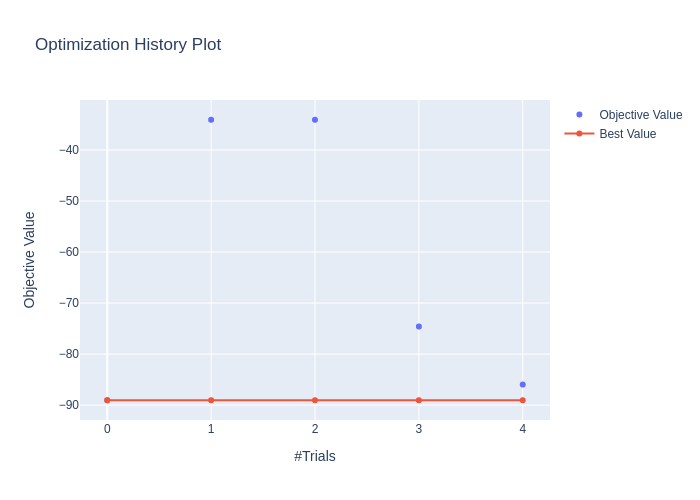 Optimization History Plot
Objective Value
Best Value
−40
−50
−60
−70
−80
−90
Objective Value
0 1 2 3 4
#Trials